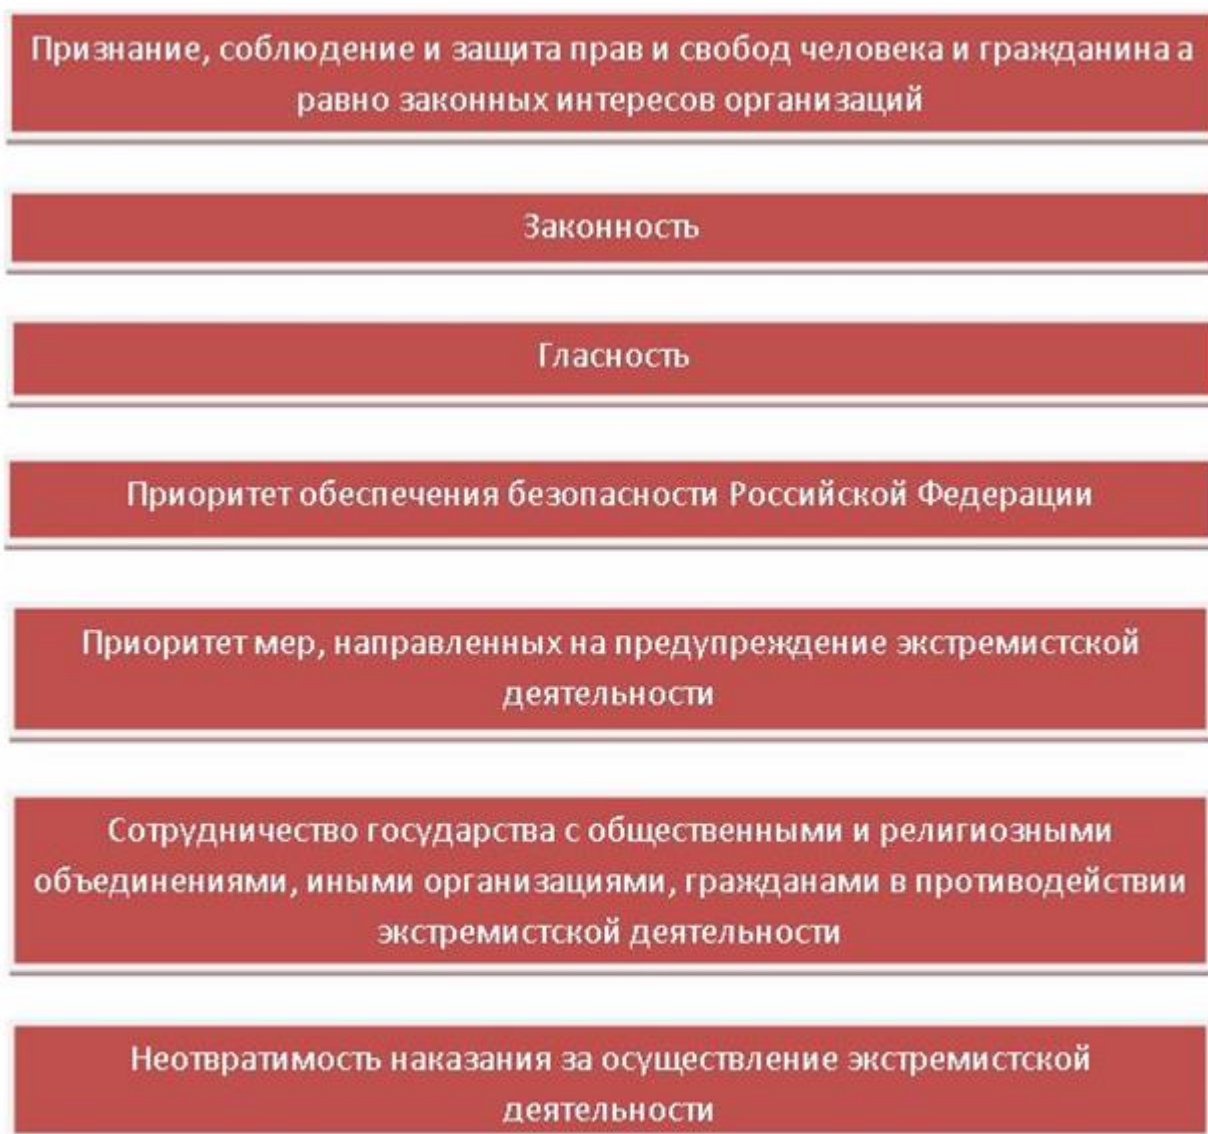 Признание, соблюдение и защита прав и свобод человека и гражданина а
равно законных интересов организаций
Законность
Гласность
Приоритет обеспечения безопасности Российской Федерации
Приоритет мер, направленных на предупреждение экстремистской
деятельности
Сотрудничество государства с общественными и религиозными
объединениями, иными организациями, гражданами в противодействии
экстремистской деятельности
Неотвратимость наказания за осуществление экстремистской
деятельности